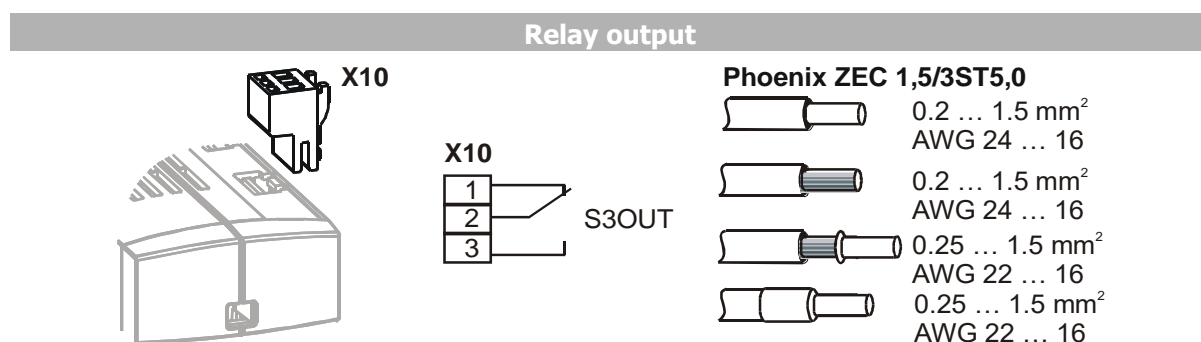 Relay output
X10
X10
1
2
3
S3OUT
Phoenix ZEC 1,5/3ST5,0
0.2 … 1.5 mm²
AWG 24 … 16
0.2 … 1.5 mm²
AWG 24 … 16
0.25 … 1.5 mm²
AWG 22 … 16
0.25 … 1.5 mm²
AWG 22 … 16